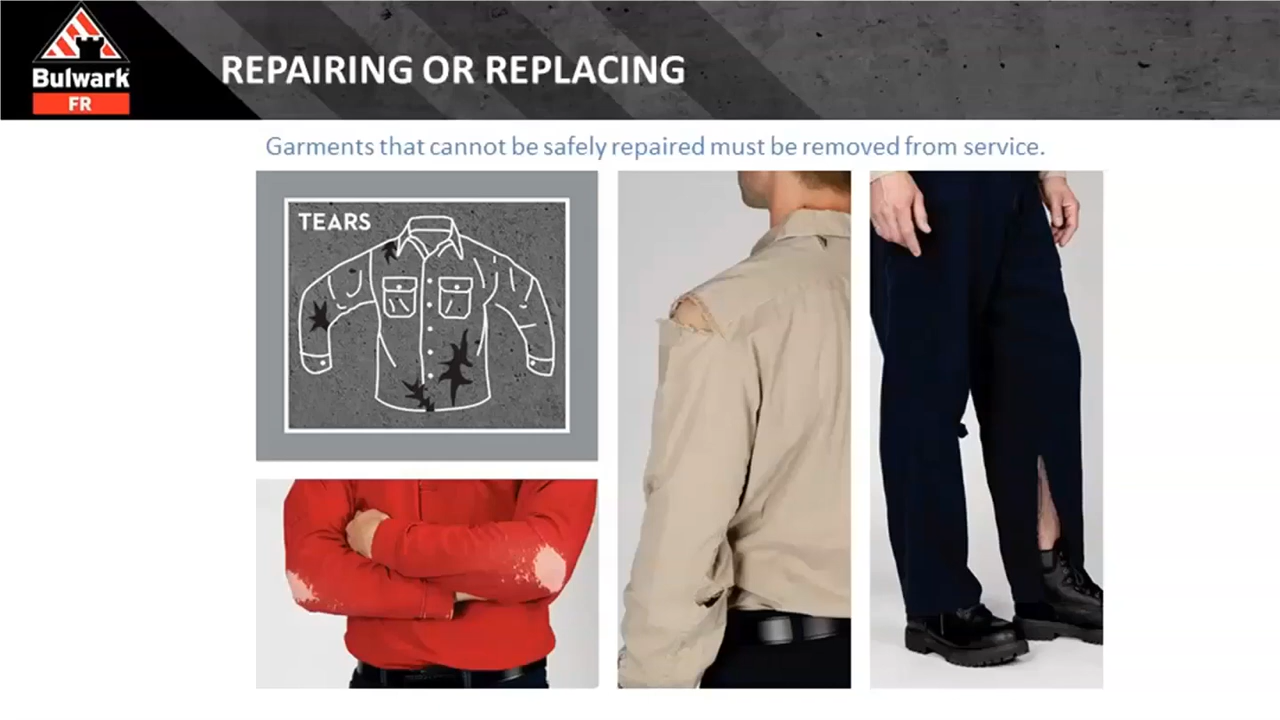 Bulwark
FR
REPAIRING OR REPLACING
Garments that cannot be safely repaired must be removed from service.
TEARS